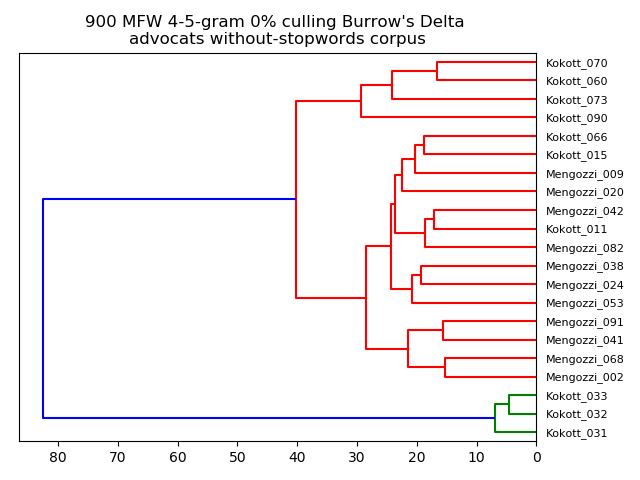 900 MFW 4-5-gram 0% culling Burrow's Delta
advocats without-stopwords corpus
Kokott_070
Kokott_060
Kokott_073
Kokott_090
Kokott_066
Kokott_015
Mengozzi_009
Mengozzi_020
Mengozzi_042
Kokott_011
Mengozzi_082
Mengozzi_038
Mengozzi_024
Mengozzi_053
Mengozzi_091
Mengozzi_041
Mengozzi_068
Mengozzi_002
Kokott_033
Kokott_032
Kokott_031
80 70 60 50 40 30 20 10 0